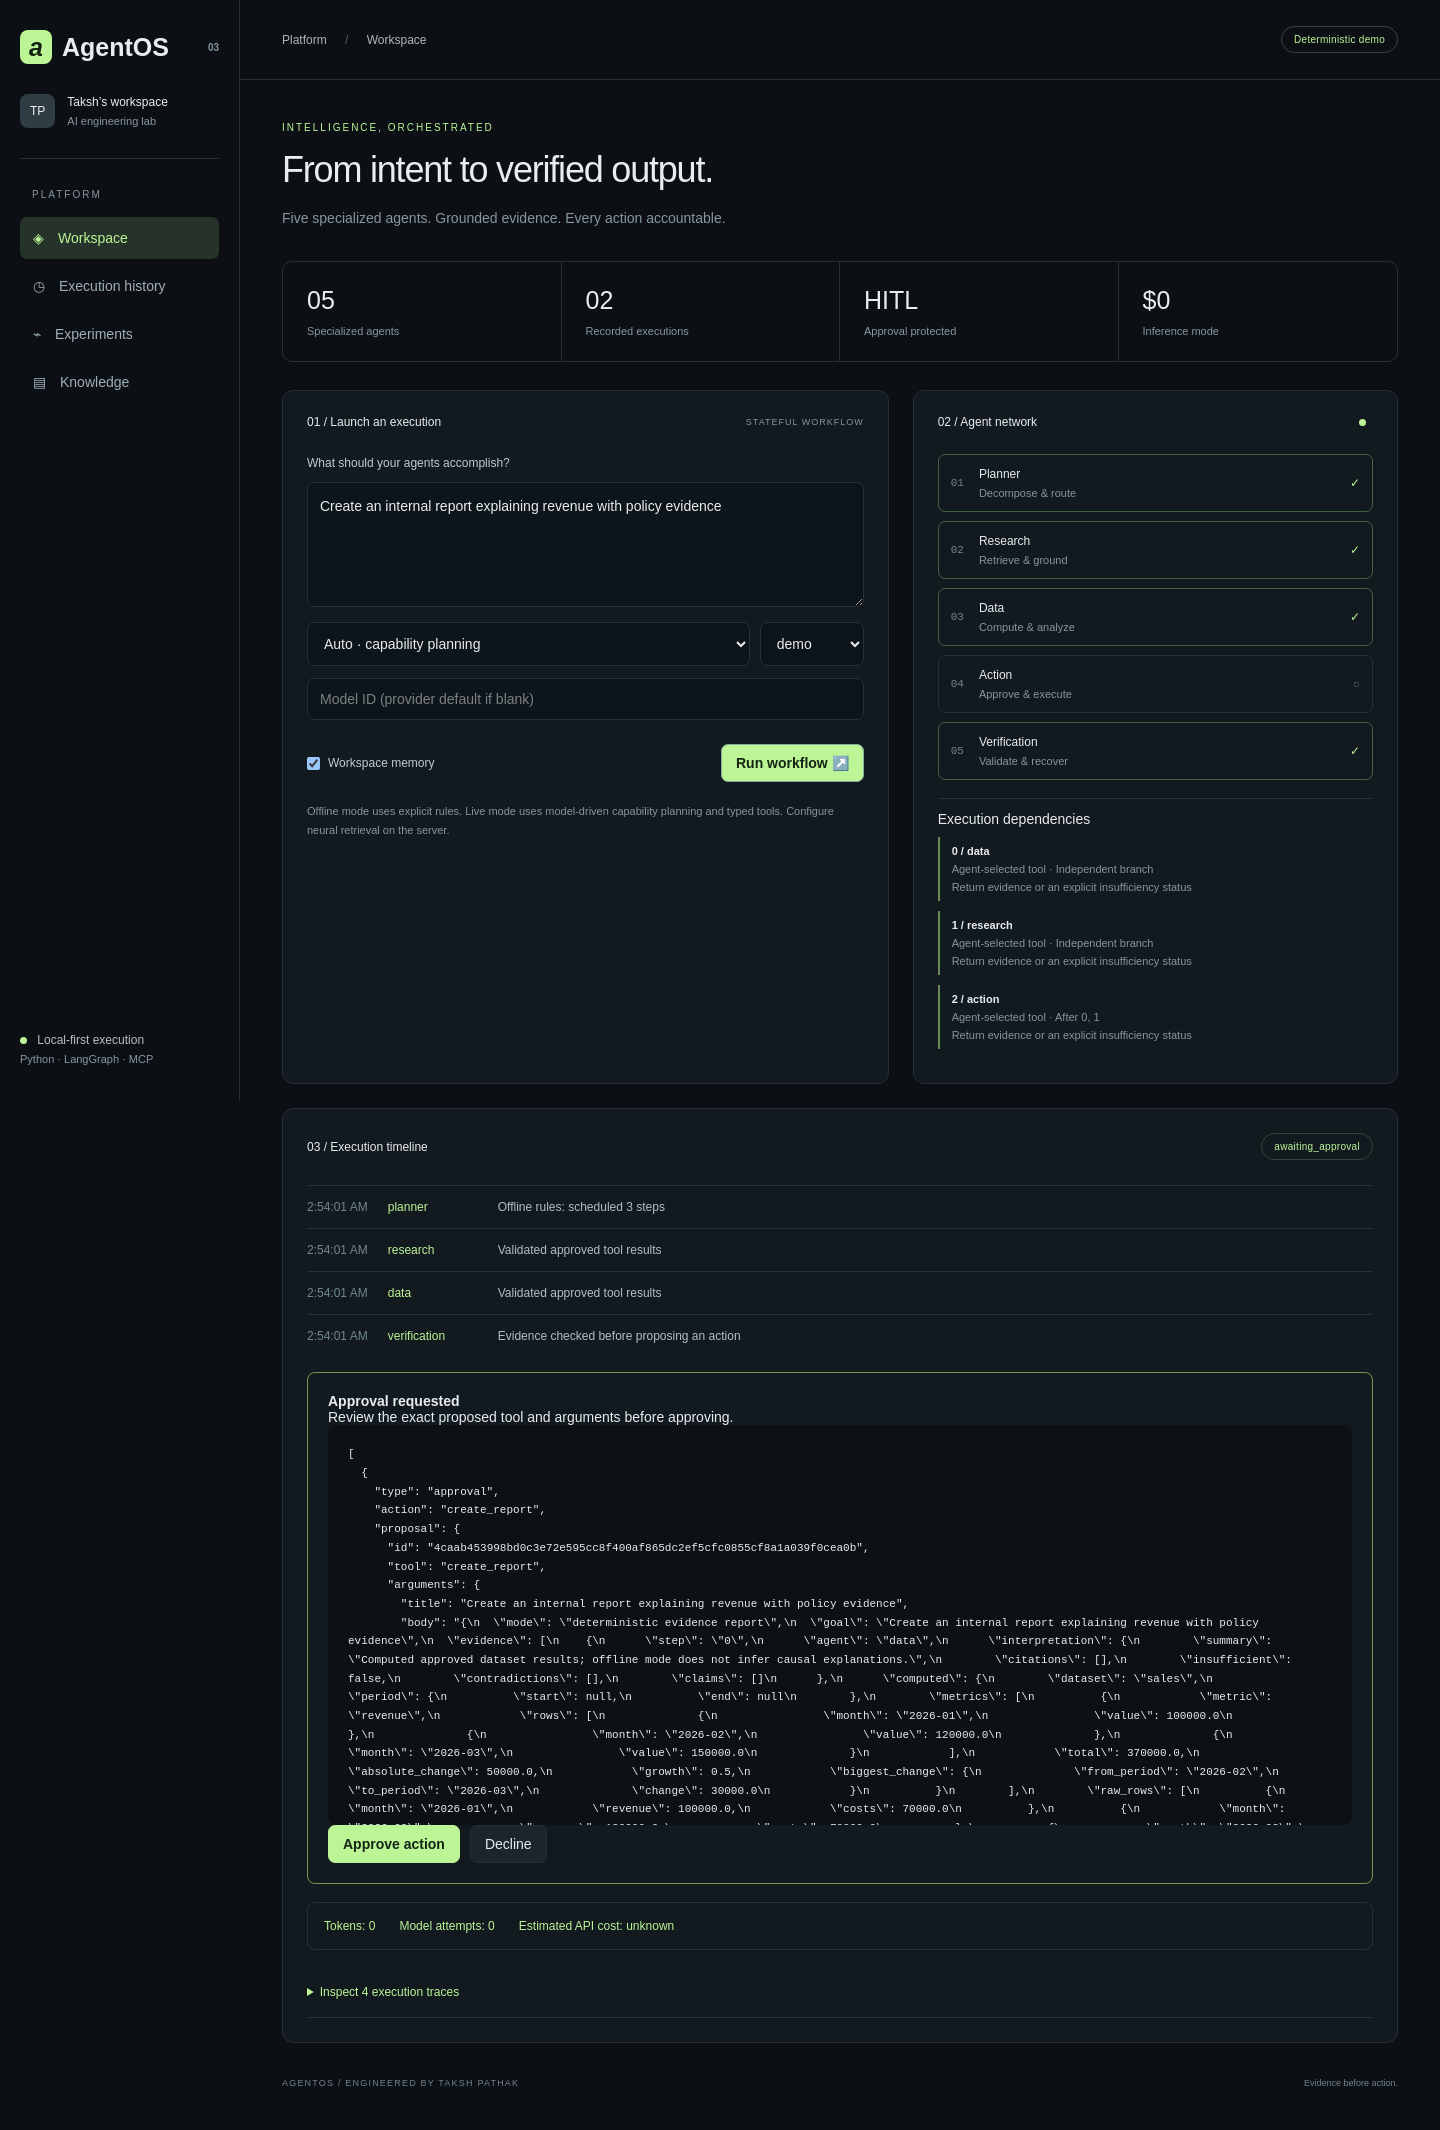 a AgentOS 03
TP
Taksh's workspace
AI engineering lab
PLATFORM
Workspace
Execution history
Experiments
Knowledge
Local-first execution
Python · LangGraph · MCP
Platform / Workspace
Deterministic demo
INTELLIGENCE, ORCHESTRATED
From intent to verified output.
Five specialized agents. Grounded evidence. Every action accountable.
05
Specialized agents
02
Recorded executions
HITL
Approval protected
$0
Inference mode
01 / Launch an execution
STATEFUL WORKFLOW
What should your agents accomplish?
Create an internal report explaining revenue with policy evidence
Auto · capability planning
demo
Model ID (provider default if blank)
Workspace memory
Run workflow ↗
Offline mode uses explicit rules. Live mode uses model-driven capability planning and typed tools. Configure
neural retrieval on the server.
02 / Agent network
01
Planner
Decompose & route
✓
02
Research
Retrieve & ground
✓
03
Data
Compute & analyze
✓
04
Action
Approve & execute
○
05
Verification
Validate & recover
✓
Execution dependencies
0 / data
Agent-selected tool · Independent branch
Return evidence or an explicit insufficiency status
1 / research
Agent-selected tool · Independent branch
Return evidence or an explicit insufficiency status
2 / action
Agent-selected tool · After 0, 1
Return evidence or an explicit insufficiency status
03 / Execution timeline
awaiting_approval
2:54:01 AM planner Offline rules: scheduled 3 steps
2:54:01 AM research Validated approved tool results
2:54:01 AM data Validated approved tool results
2:54:01 AM verification Evidence checked before proposing an action
Approval requested
Review the exact proposed tool and arguments before approving.
[
{
"type": "approval",
"action": "create_report",
"proposal": {
"id": "4caab453998bd0c3e72e595cc8f400af865dc2ef5cfc0855cf8a1a039f0cea0b",
"tool": "create_report",
"arguments": {
"title": "Create an internal report explaining revenue with policy evidence",
"body": "{\n \"mode\": \"deterministic evidence report\",\n \"goal\": \"Create an internal report explaining revenue with policy
evidence\",\n \"evidence\": [\n {\n \"step\": \"0\",\n \"agent\": \"data\",\n \"interpretation\": {\n \"summary\":
\"Computed approved dataset results; offline mode does not infer causal explanations.\",\n \"citations\": [],\n \"insufficient\":
false,\n \"contradictions\": [],\n \"claims\": []\n },\n \"computed\": {\n \"dataset\": \"sales\",\n
\"period\": {\n \"start\": null,\n \"end\": null\n },\n \"metrics\": [\n {\n \"metric\":
\"revenue\",\n \"rows\": [\n {\n \"month\": \"2026-01\",\n \"value\": 100000.0\n
},\n {\n \"month\": \"2026-02\",\n \"value\": 120000.0\n },\n {\n
\"month\": \"2026-03\",\n \"value\": 150000.0\n }\n ],\n \"total\": 370000.0,\n
\"absolute_change\": 50000.0,\n \"growth\": 0.5,\n \"biggest_change\": {\n \"from_period\": \"2026-02\",\n
\"to_period\": \"2026-03\",\n \"change\": 30000.0\n }\n }\n ],\n \"raw_rows\": [\n {\n
\"month\": \"2026-01\",\n \"revenue\": 100000.0,\n \"costs\": 70000.0\n },\n {\n \"month\":
Approve action
Decline
Tokens: 0 Model attempts: 0 Estimated API cost: unknown
Inspect 4 execution traces
AGENTOS / ENGINEERED BY TAKSH PATHAK
Evidence before action.